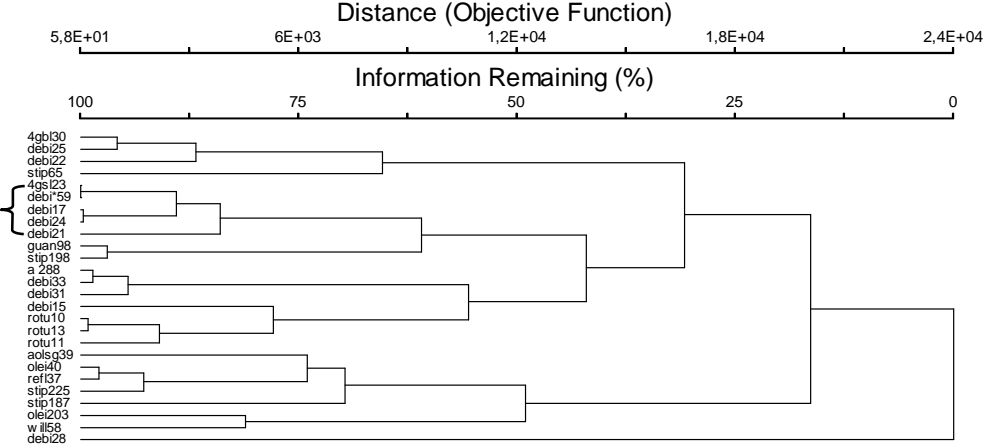 Distance (Objective Function)
5,8E+01 6E+03 1,2E+04 1,8E+04 2,4E+04
Information Remaining (%)
100 75 50 25 0
4gbl30
debi25
debi22
stip65
4gsl23
debi*59
debi17
debi24
debi21
guan98
stip198
a 288
debi33
debi31
debi15
rotu10
rotu13
rotu11
aolsg39
olei40
refl37
stip225
stip187
olei203
w ill58
debi28